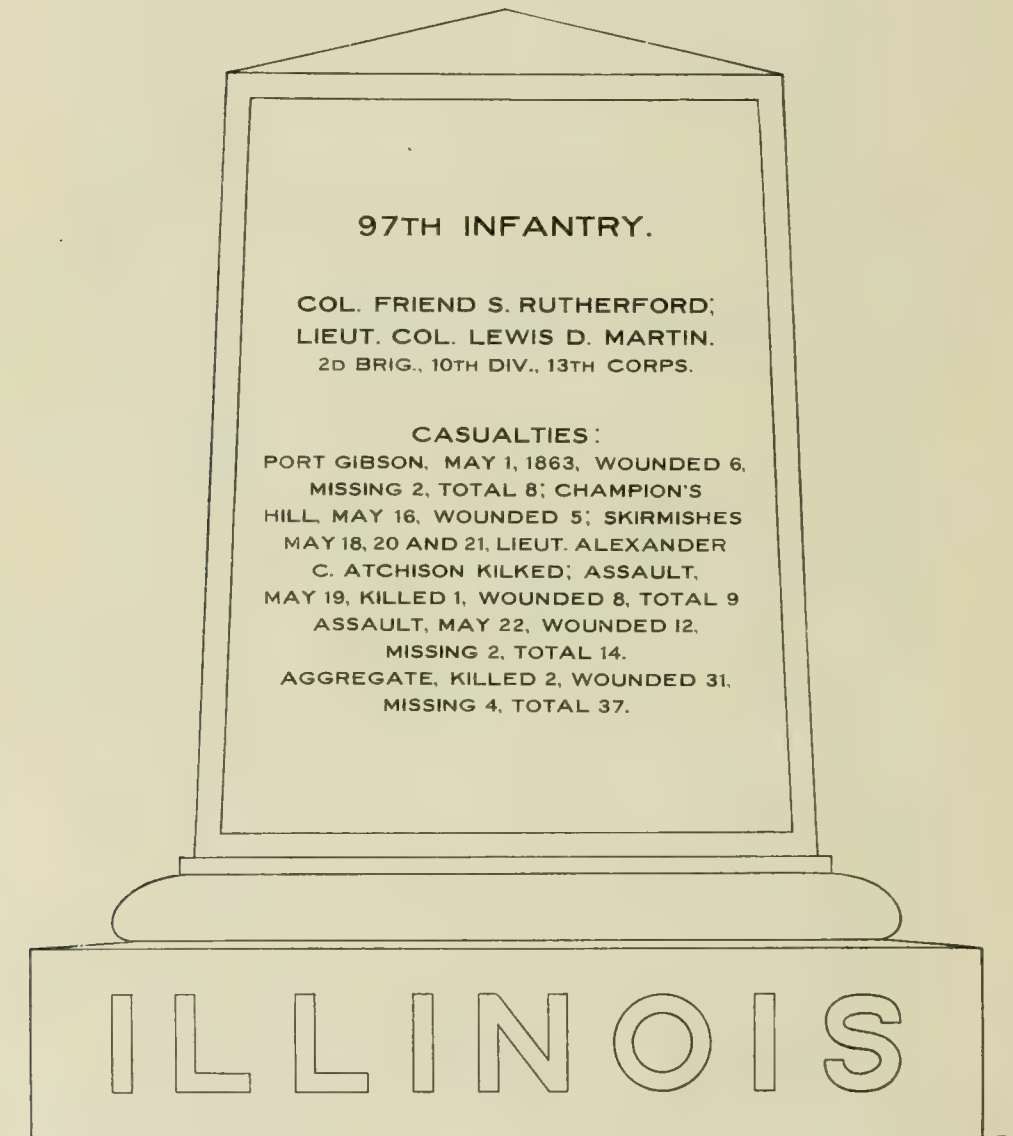 97TH INFANTRY.
COL. FRIEND S. RUTHERFORD;
LIEUT. COL. LEWIS D. MARTIN.
2D BRIG., 10TH DIV., 13TH CORPS.
CASUALTIES:
PORT GIBSON, MAY 1, 1863, WOUNDED 6,
MISSING 2, TOTAL 8; CHAMPION'S
HILL, MAY 16, WOUNDED 5; SKIRMISHES
MAY 18, 20 AND 21, LIEUT. ALEXANDER
C. ATCHISON KILKED; ASSAULT,
MAY 19, KILLED 1, WOUNDED 8, TOTAL 9
ASSAULT, MAY 22, WOUNDED 12,
MISSING 2, TOTAL 14.
AGGREGATE, KILLED 2, WOUNDED 31,
MISSING 4, TOTAL 37.
ILLINOIS